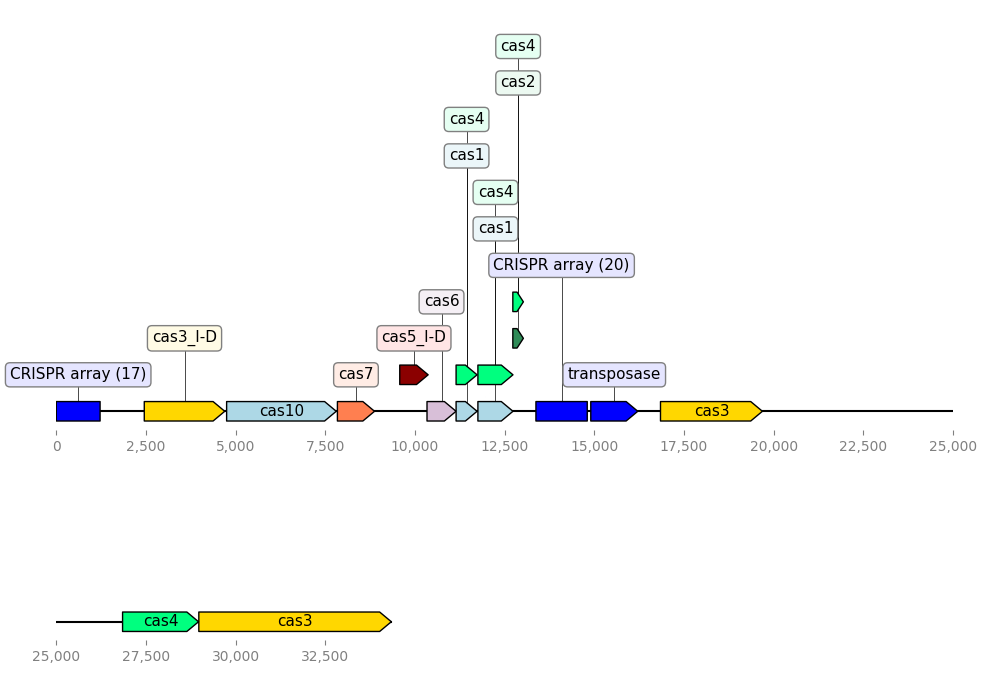 cas4
cas2
cas4
cas1
cas4
cas1
CRISPR array (20)
cas6
cas3_I-D
cas5_I-D
CRISPR array (17)
cas7
transposase
cas10
cas3
0
2,500
5,000
7,500
10,000
12,500
15,000
17,500
20,000
22,500
25,000
cas4
cas3
25,000
27,500
30,000
32,500